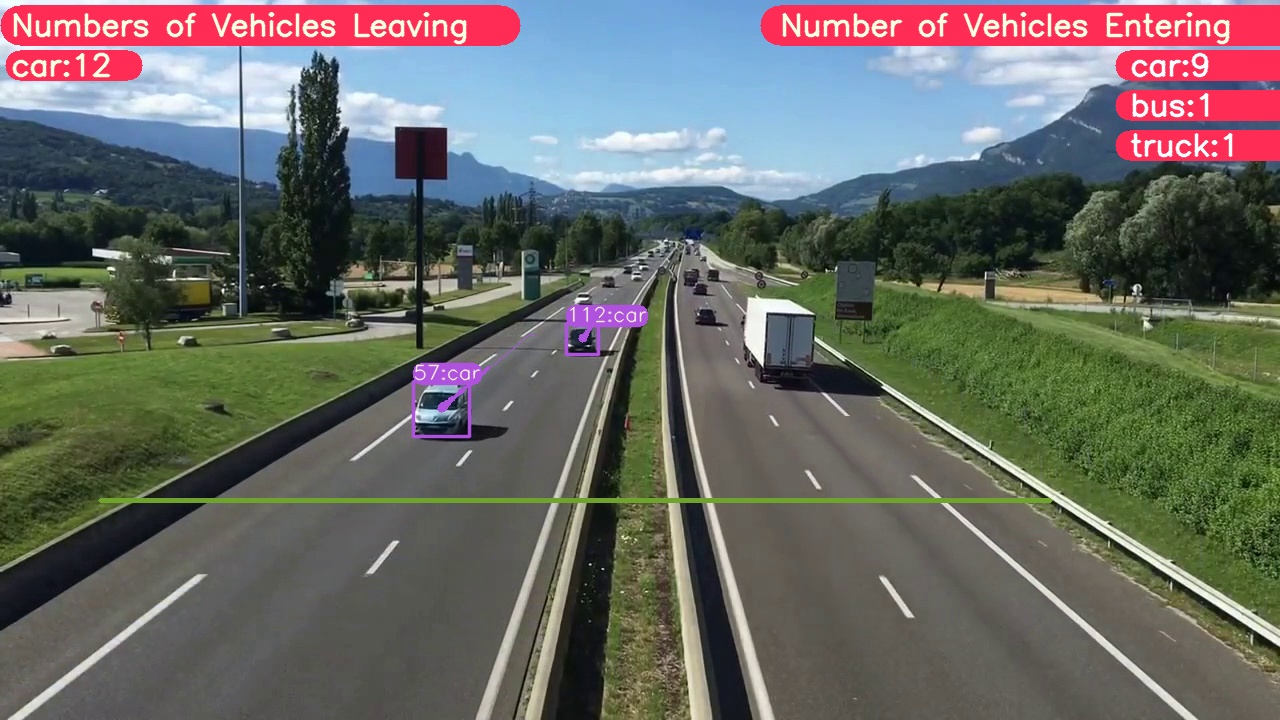 Numbers of Vehicles Leaving
car:12
Number of Vehicles Entering
car:9
bus:1
truck:1
112:car
57:car
bp